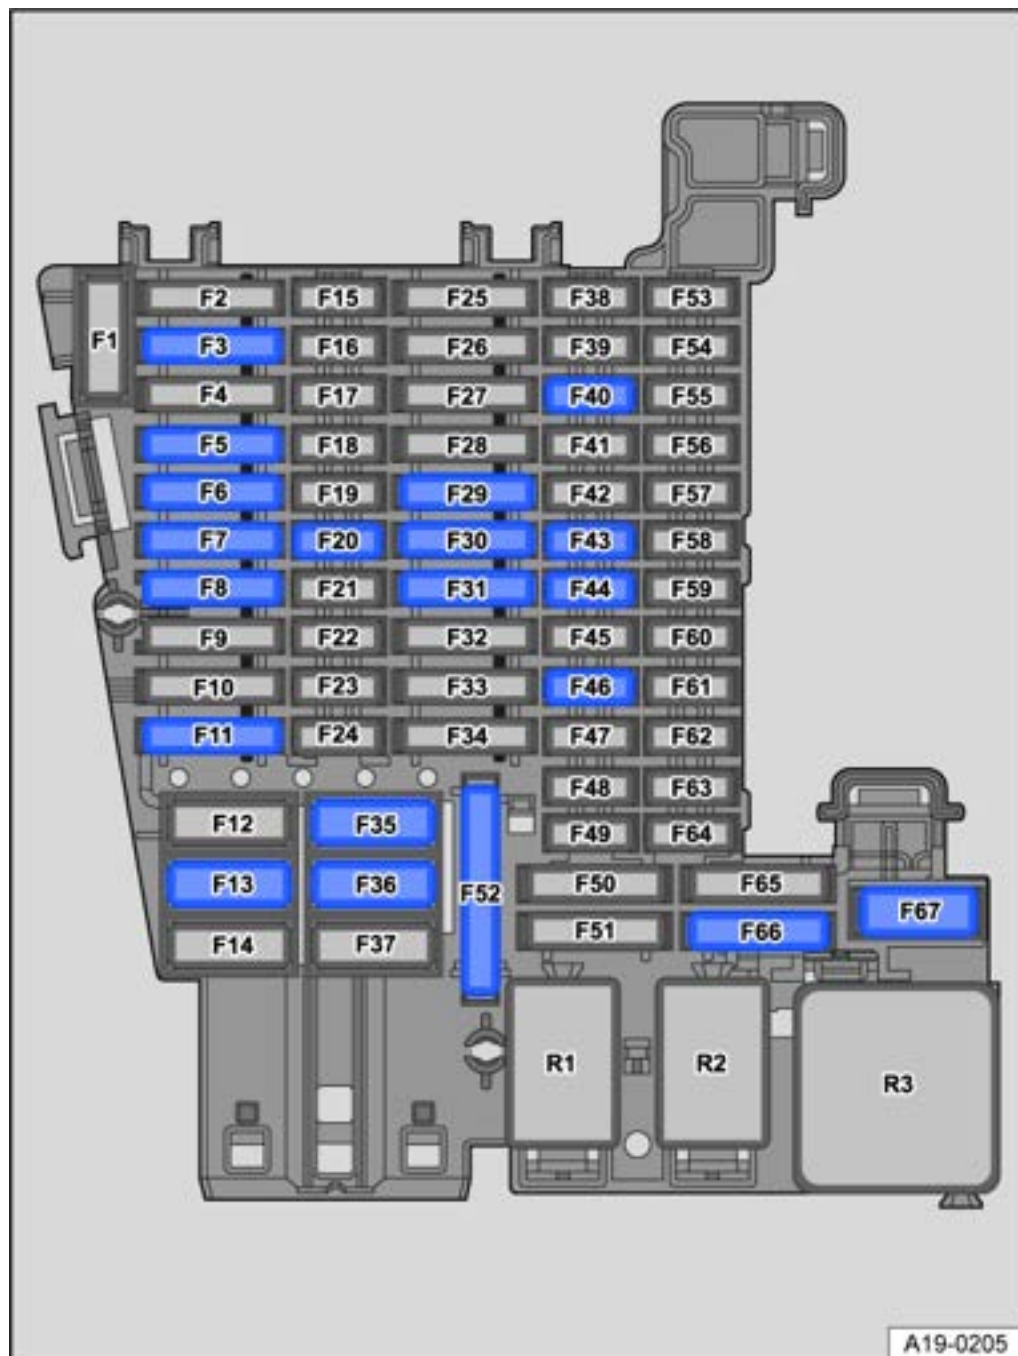 F1
F2 F15 F25 F38 F53
F3 F16 F26 F39 F54
F4 F17 F27 F40 F55
F5 F18 F28 F41 F56
F6 F19 F29 F42 F57
F7 F20 F30 F43 F58
F8 F21 F31 F44 F59
F9 F22 F32 F45 F60
F10 F23 F33 F46 F61
F11 F24 F34 F47 F62
F48 F63
F12 F35 F49 F64
F13 F36 F52 F50 F65
F67
F14 F37 F51 F66
R1 R2 R3
A19-0205